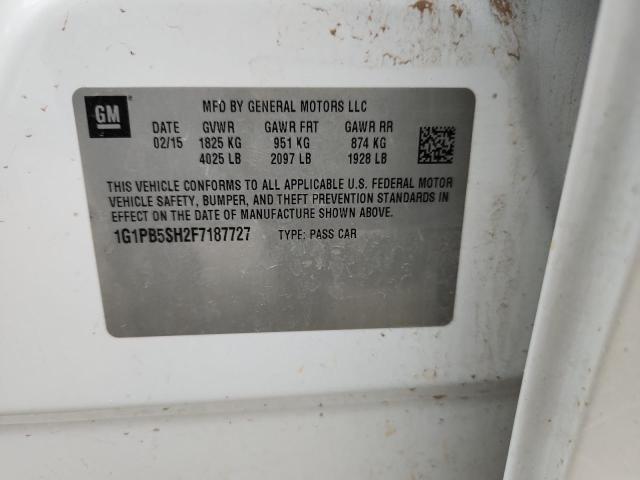 GM
MFD BY GENERAL MOTORS LLC
DATE GVWR GAWR FRT GAWR RR
02/15 1825 KG 951 KG 874 KG
4025 LB 2097 LB 1928 LB
THIS VEHICLE CONFORMS TO ALL APPLICABLE U.S. FEDERAL MOTOR
VEHICLE SAFETY, BUMPER, AND THEFT PREVENTION STANDARDS IN
EFFECT ON THE DATE OF MANUFACTURE SHOWN ABOVE.
1G1PB5SH2F7187727 TYPE: PASS CAR